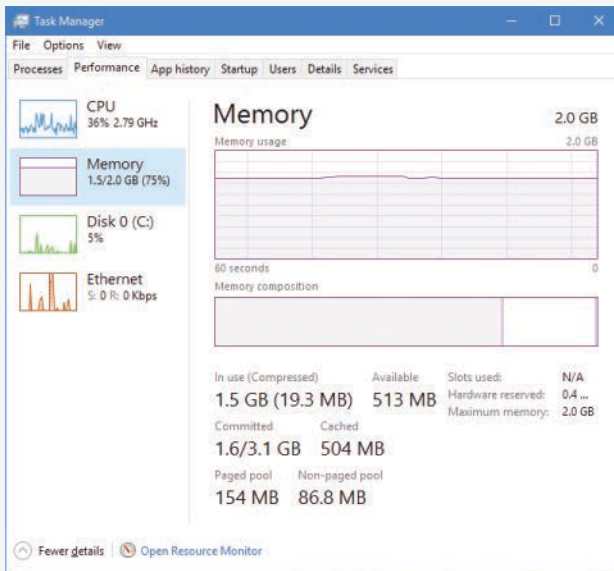 Task Manager
File Options View
Processes Performance App history Startup Users Details Services
CPU
36% 2.79 GHz
Memory
1.5/2.0 GB (75%)
Disk 0 (C:)
5%
Ethernet
S: 0 R: 0 Kbps
Memory 2.0 GB
Memory usage 2.0 GB
60 seconds 0
Memory composition
In use (Compressed) Available Slots used: N/A
1.5 GB (19.3 MB) 513 MB Hardware reserved: 0.4 ...
Maximum memory: 2.0 GB
Committed Cached
1.6/3.1 GB 504 MB
Paged pool Non-paged pool
154 MB 86.8 MB
Fewer details Open Resource Monitor